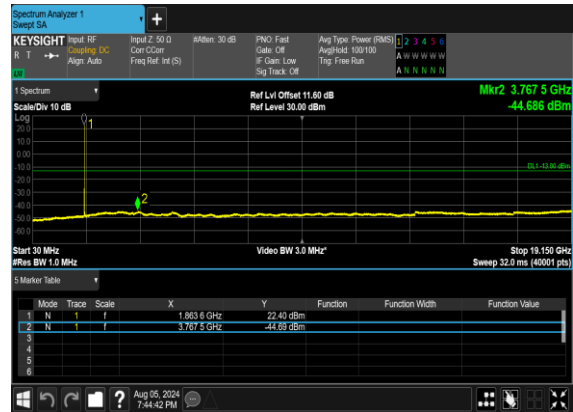 Spectrum Analyzer 1
Swept SA
+
KEYSIGHT Input: RF Input Z: 50 Ω #Atten: 30 dB PNO: Fast Avg Type: Power (RMS) 1 2 3 4 5 6
R T Coupling: DC Corr CCorr Gate: Off Avg|Hold: 100/100 A W W W W W
Align: Auto Freq Ref: Int (S) IF Gain: Low Trig: Free Run
Sig Track: Off A N N N N N
LW
1 Spectrum Ref Lvl Offset 11.60 dB Mkr2 3.767 5 GHz
Scale/Div 10 dB Ref Level 30.00 dBm -44.686 dBm
Log
20.0
10.0
0.00
-10.0
-20.0
-30.0
-40.0
-50.0
-60.0
1
DL1 -13.00 dBm
2
Start 30 MHz Video BW 3.0 MHz* Stop 19.150 GHz
#Res BW 1.0 MHz Sweep 32.0 ms (40001 pts)
5 Marker Table
Mode Trace Scale X Y Function Function Width Function Value
1 N 1 f 1.863 6 GHz 22.40 dBm
2 N 1 f 3.767 5 GHz -44.69 dBm
3
4
5
6
? Aug 05, 2024
7:44:42 PM